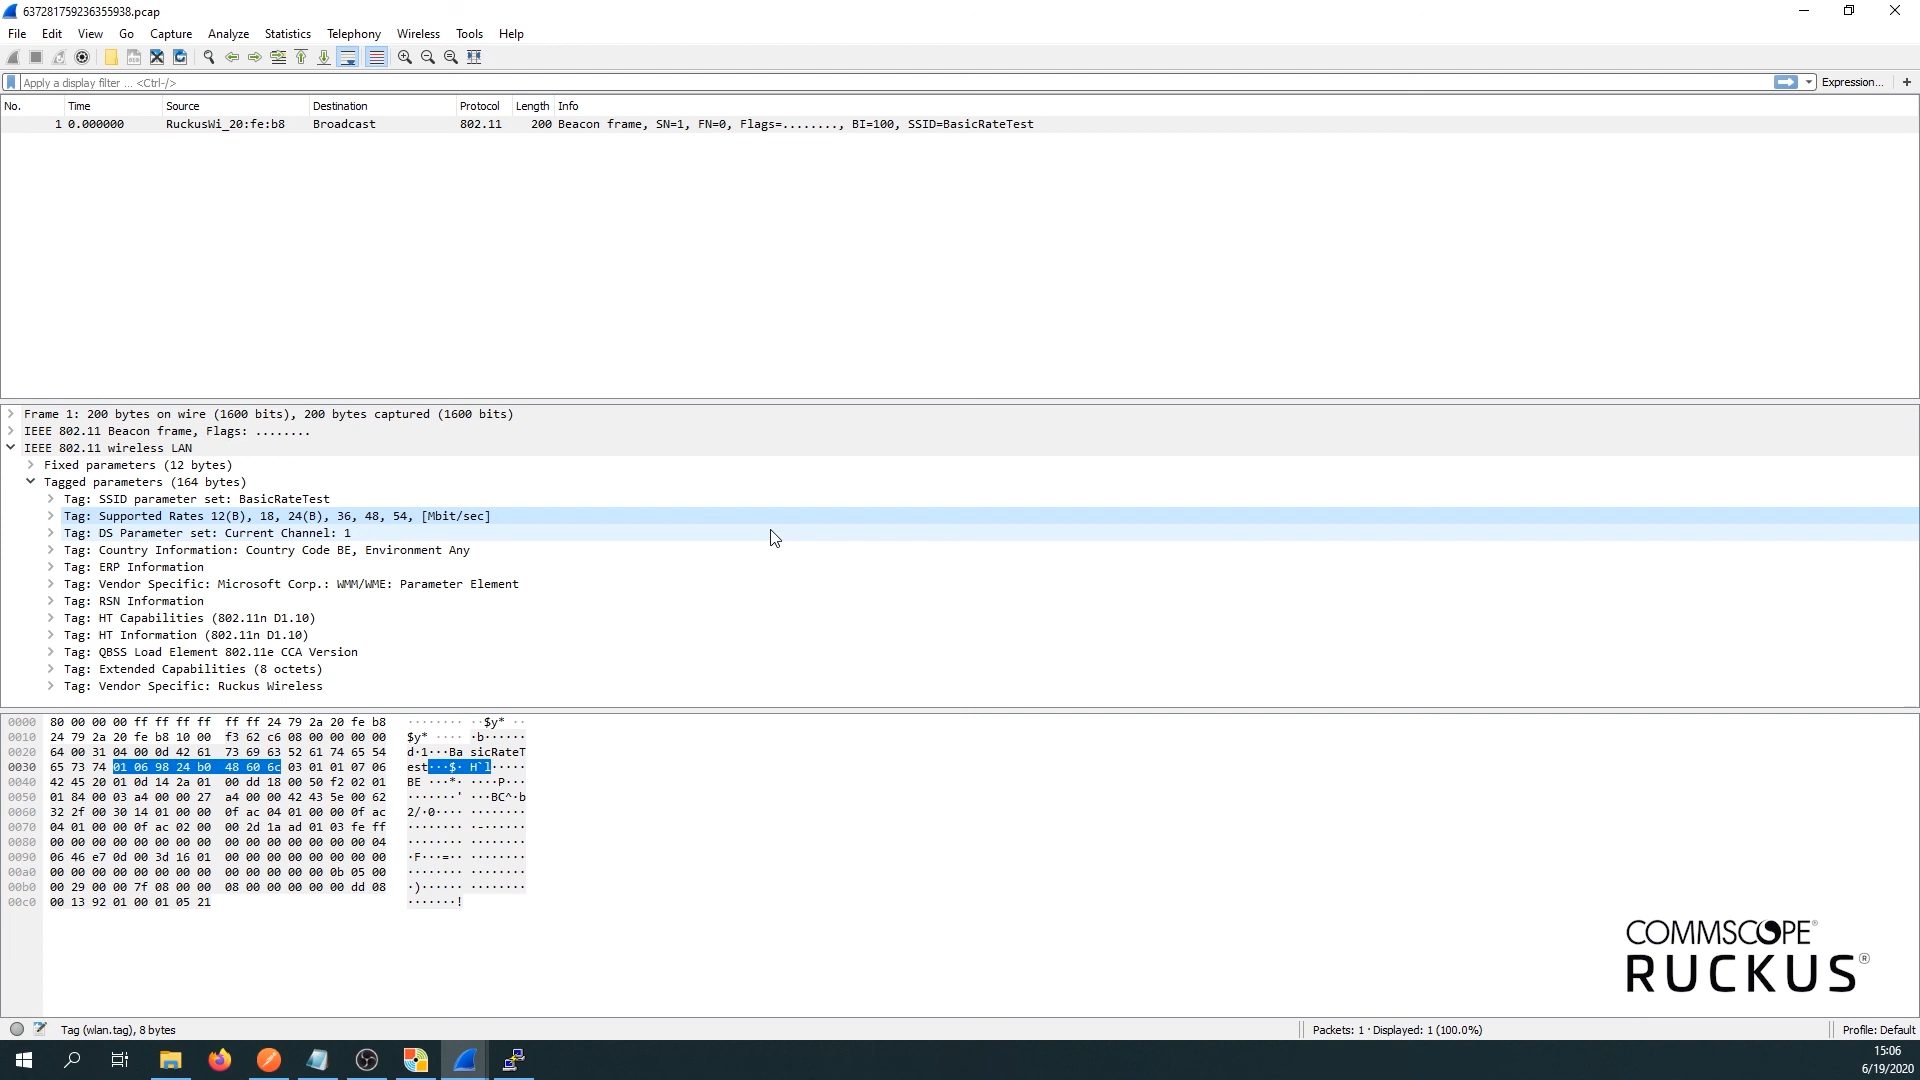 637281759236355938.pcap
File Edit View Go Capture Analyze Statistics Telephony Wireless Tools Help
Apply a display filter ... <Ctrl-/> Expression... +
No. Time Source Destination Protocol Length Info
1 0.000000 RuckusWi_20:fe:b8 Broadcast 802.11 200 Beacon frame, SN=1, FN=0, Flags=........, BI=100, SSID=BasicRateTest
Frame 1: 200 bytes on wire (1600 bits), 200 bytes captured (1600 bits)
IEEE 802.11 Beacon frame, Flags: ........
IEEE 802.11 wireless LAN
Fixed parameters (12 bytes)
Tagged parameters (164 bytes)
Tag: SSID parameter set: BasicRateTest
Tag: Supported Rates 12(B), 18, 24(B), 36, 48, 54, [Mbit/sec]
Tag: DS Parameter set: Current Channel: 1
Tag: Country Information: Country Code BE, Environment Any
Tag: ERP Information
Tag: Vendor Specific: Microsoft Corp.: WMM/WME: Parameter Element
Tag: RSN Information
Tag: HT Capabilities (802.11n D1.10)
Tag: HT Information (802.11n D1.10)
Tag: QBSS Load Element 802.11e CCA Version
Tag: Extended Capabilities (8 octets)
Tag: Vendor Specific: Ruckus Wireless
0000 80 00 00 00 ff ff ff ff ff ff 24 79 2a 20 fe b8 ········ ··$y* ··
0010 24 79 2a 20 fe b8 10 00 f3 62 c6 08 00 00 00 00 $y* ···· ·b······
0020 64 00 31 04 00 0d 42 61 73 69 63 52 61 74 65 54 d·1···Ba sicRateT
0030 65 73 74 01 06 98 24 b0 48 60 6c 03 01 01 07 06 est···$· H`l·····
0040 42 45 20 01 0d 14 2a 01 00 dd 18 00 50 f2 02 01 BE ···*· ····P···
0050 01 84 00 03 a4 00 00 27 a4 00 00 42 43 5e 00 62 ·······' ···BC^·b
0060 32 2f 00 30 14 01 00 00 0f ac 04 01 00 00 0f ac 2/·0···· ········
0070 04 01 00 00 0f ac 02 00 00 2d 1a ad 01 03 fe ff ········ ·-······
0080 00 00 00 00 00 00 00 00 00 00 00 00 00 00 00 04 ········ ········
0090 06 46 e7 0d 00 3d 16 01 00 00 00 00 00 00 00 00 ·F···=·· ········
00a0 00 00 00 00 00 00 00 00 00 00 00 00 00 0b 05 00 ········ ········
00b0 00 29 00 00 7f 08 00 00 08 00 00 00 00 00 dd 08 ·)······ ········
00c0 00 13 92 01 00 01 05 21 ·······!
COMMSCOPE®
RUCKUS®
Tag (wlan.tag), 8 bytes Packets: 1 · Displayed: 1 (100.0%) Profile: Default
15:06
6/19/2020